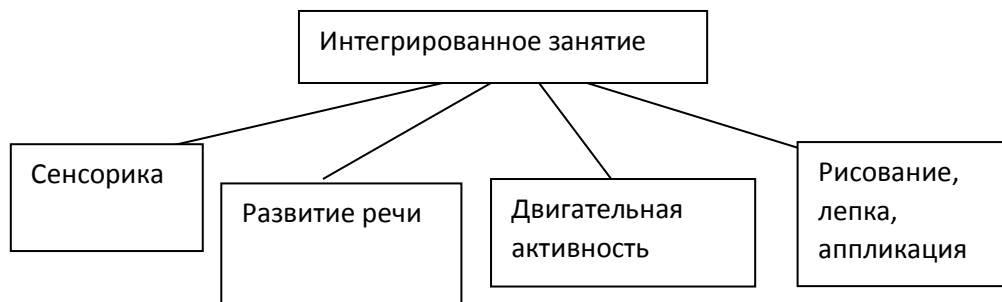 Интегрированное занятие
Сенсорика
Развитие речи
Двигательная
активность
Рисование,
лепка,
аппликация